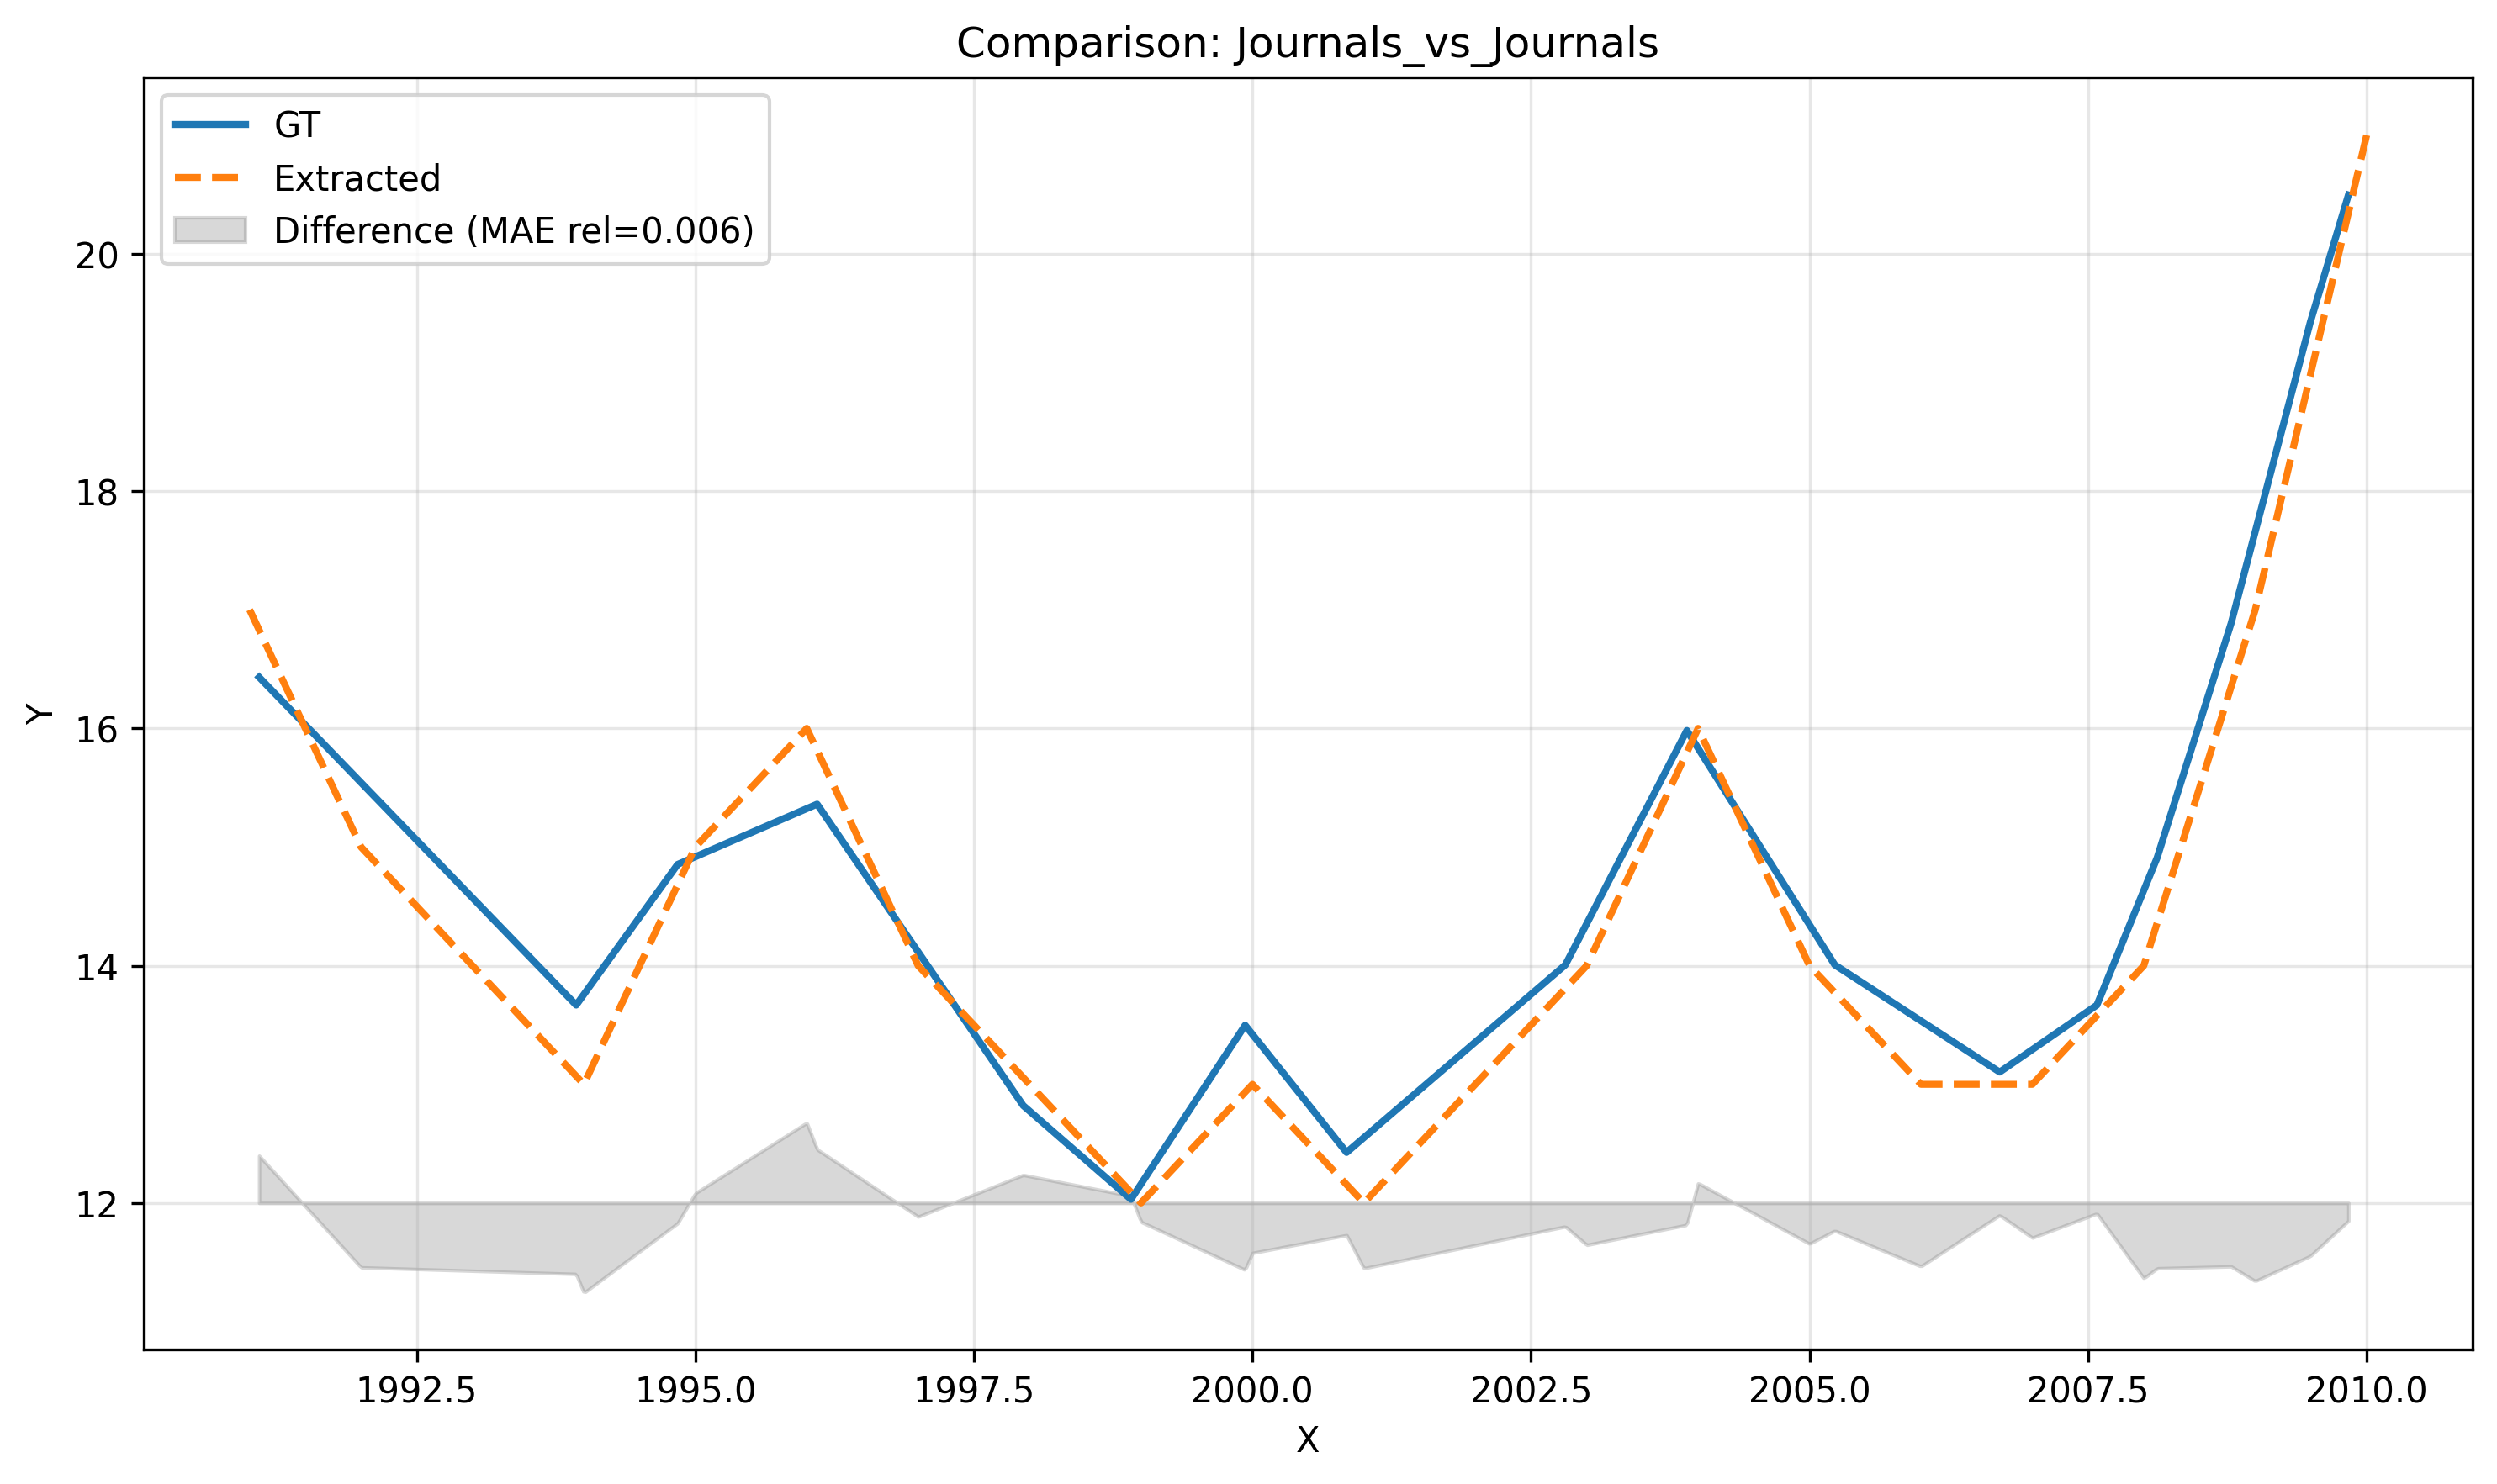 Comparison: Journals_vs_Journals
GT
Extracted
Difference (MAE rel=0.006)
Y
20
18
16
14
12
1992.5 1995.0 1997.5 2000.0 2002.5 2005.0 2007.5 2010.0
X